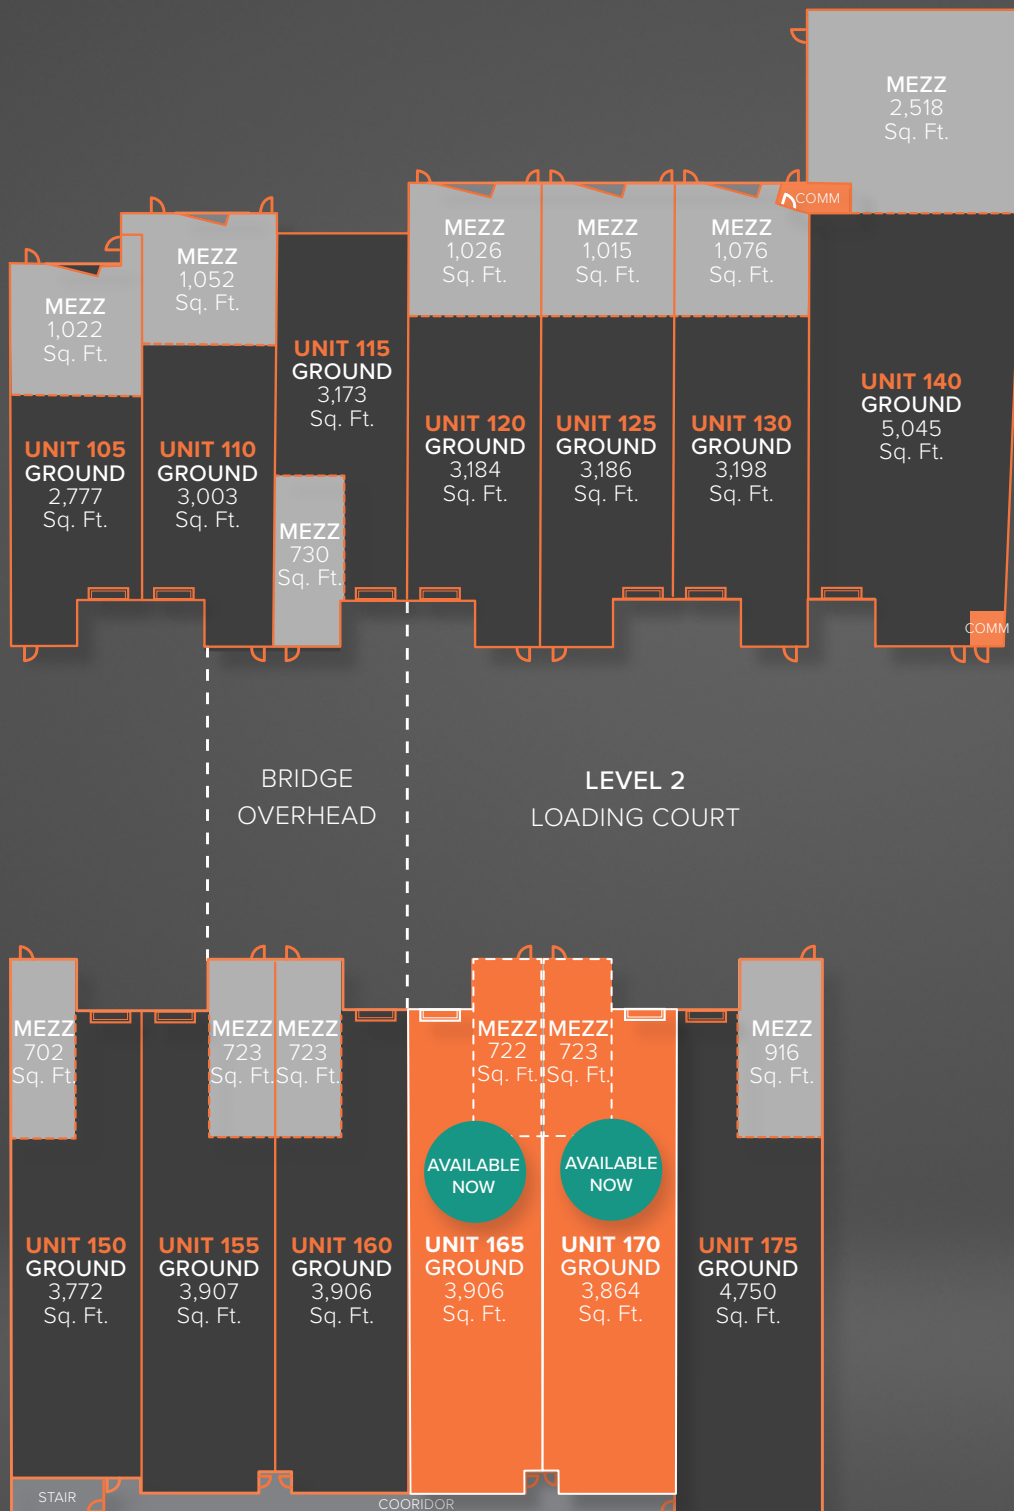 MEZZ
2,518
Sq. Ft.
COMM
MEZZ
1,022
Sq. Ft.
MEZZ
1,052
Sq. Ft.
MEZZ
1,026
Sq. Ft.
MEZZ
1,015
Sq. Ft.
MEZZ
1,076
Sq. Ft.
UNIT 105
GROUND
2,777
Sq. Ft.
UNIT 110
GROUND
3,003
Sq. Ft.
UNIT 115
GROUND
3,173
Sq. Ft.
MEZZ
730
Sq. Ft.
UNIT 120
GROUND
3,184
Sq. Ft.
UNIT 125
GROUND
3,186
Sq. Ft.
UNIT 130
GROUND
3,198
Sq. Ft.
UNIT 140
GROUND
5,045
Sq. Ft.
COMM
BRIDGE
OVERHEAD
LEVEL 2
LOADING COURT
MEZZ
702
Sq. Ft.
MEZZ
723
Sq. Ft.
MEZZ
723
Sq. Ft.
MEZZ
722
Sq. Ft.
MEZZ
723
Sq. Ft.
MEZZ
916
Sq. Ft.
AVAILABLE
NOW
AVAILABLE
NOW
UNIT 150
GROUND
3,772
Sq. Ft.
UNIT 155
GROUND
3,907
Sq. Ft.
UNIT 160
GROUND
3,906
Sq. Ft.
UNIT 165
GROUND
3,906
Sq. Ft.
UNIT 170
GROUND
3,864
Sq. Ft.
UNIT 175
GROUND
4,750
Sq. Ft.
STAIR
COORIDOR